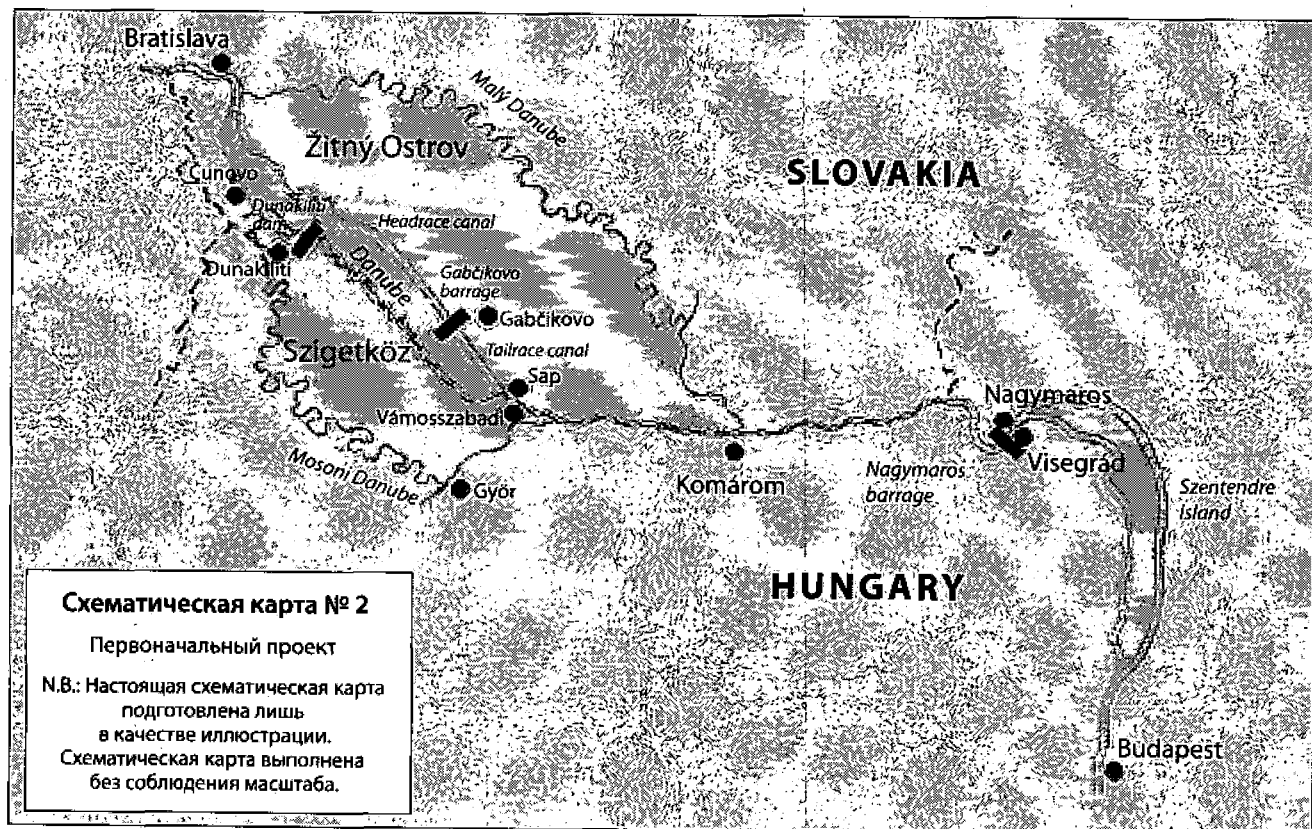 Bratislava
Malý Danube
Žitný Ostrov
SLOVAKIA
Čunovo
Dunakiliti
dam
Headrace canal
Dunakiliti
Danube
Gabčikovo
barrage
Gabčikovo
Szigetköz
Tailrace canal
Sap
Nagymaros
Vámosszabadi
Visegrád
Mosoni Danube
Győr
Komárom
Nagymaros
barrage
Szentendre
island
HUNGARY
Схематическая карта № 2
Первоначальный проект
N.B.: Настоящая схематическая карта
подготовлена лишь
в качестве иллюстрации.
Схематическая карта выполнена
без соблюдения масштаба.
Budapest